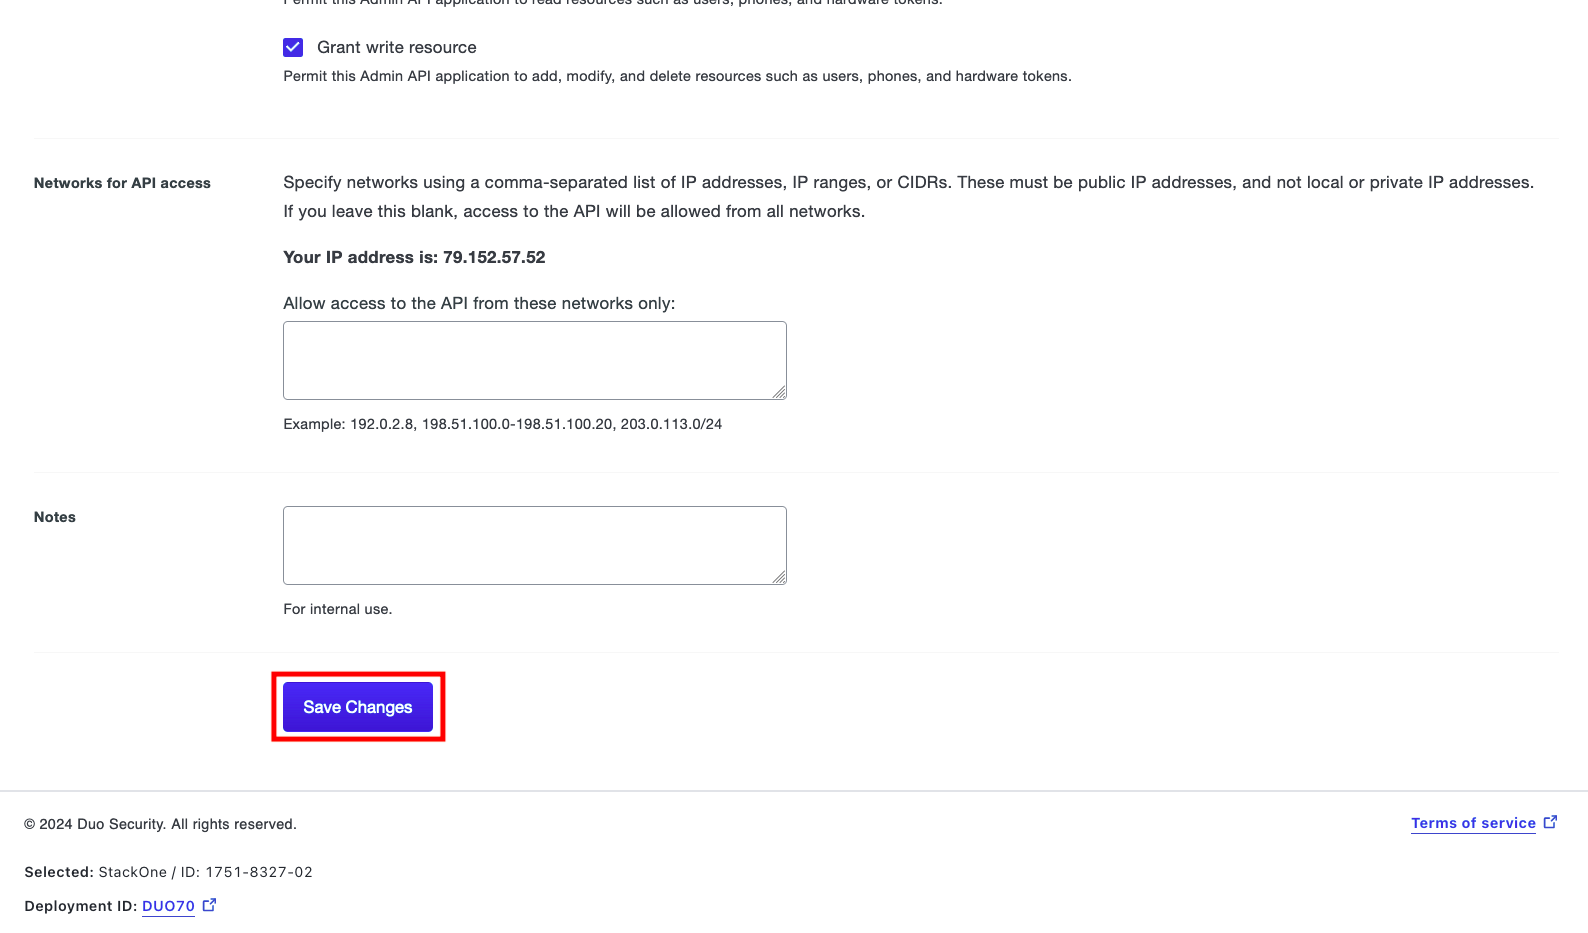 Permit this Admin API application to read resources such as users, phones, and hardware tokens.
Grant write resource
Permit this Admin API application to add, modify, and delete resources such as users, phones, and hardware tokens.
Networks for API access
Specify networks using a comma-separated list of IP addresses, IP ranges, or CIDRs. These must be public IP addresses, and not local or private IP addresses.
If you leave this blank, access to the API will be allowed from all networks.
Your IP address is: 79.152.57.52
Allow access to the API from these networks only:
Example: 192.0.2.8, 198.51.100.0-198.51.100.20, 203.0.113.0/24
Notes
For internal use.
Save Changes
© 2024 Duo Security. All rights reserved.
Terms of service
Selected: StackOne / ID: 1751-8327-02
Deployment ID: DUO70